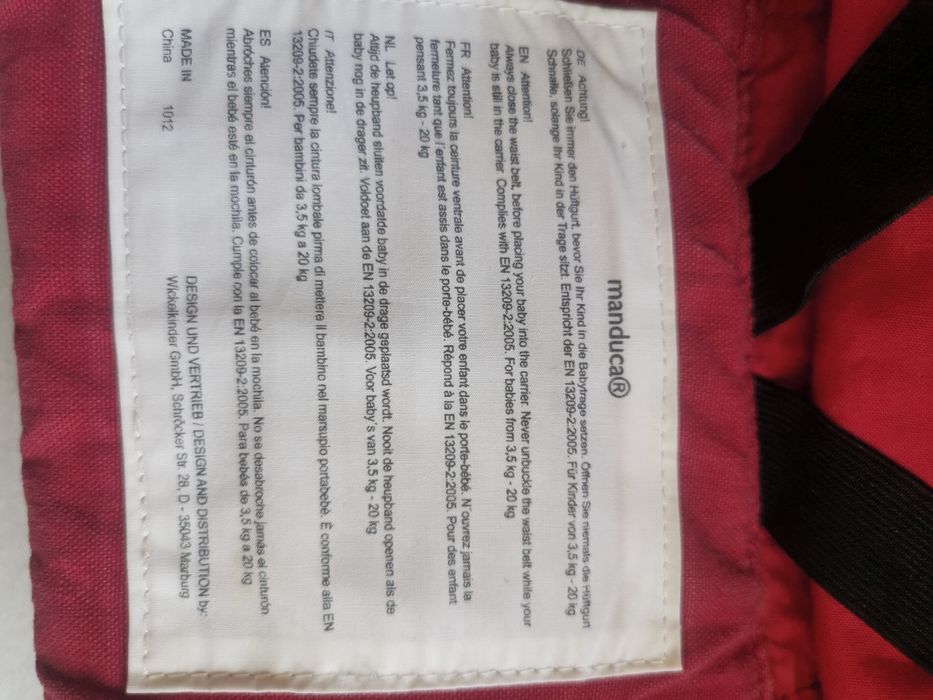 manduca®
DE Achtung!
Schließen Sie immer den Hüftgurt, bevor Sie Ihr Kind in die Babytrage setzen. Öffnen Sie niemals die Hüftgurt
Schnalle, solange Ihr Kind in der Trage sitzt. Entspricht der EN 13209-2:2005. Für Kinder von 3,5 kg - 20 kg
EN Attention!
Always close the waist belt, before placing your baby into the carrier. Never unbuckle the waist belt while your
baby is still in the carrier. Complies with EN 13209-2:2005. For babies from 3,5 kg - 20 kg
FR Attention!
Fermez toujours la ceinture ventrale avant de placer votre enfant dans le porte-bébé. N´ouvrez jamais la
fermeture tant que l´enfant est assis dans le porte-bébé. Répond à la EN 13209-2:2005. Pour des enfant
pensant 3,5 kg - 20 kg
NL Let op!
Altijd de heupband sluiten voordatde baby in de drage geplaatsd wordt. Nooit de heupband openen als de
baby nog in de drager zit. Voldoet aan de EN 13209-2:2005. Voor baby´s van 3,5 kg - 20 kg
IT Attenzione!
Chiudete sempre la cintura lombale pirma di mettere il bambino nel marsupio portabebè. È conforme alla EN
13209-2:2005. Per bambini da 3,5 kg a 20 kg
ES Atención!
Abróches siempre el cinturón antes de colocar al bebé en la mochila. No se desabroche jamás el cinturón
mientras el bebé esté en la mochila. Cumple con la EN 13209-2:2005. Para bebés de 3,5 kg a 20 kg
MADE IN DESIGN UND VERTRIEB / DESIGN AND DISTRIBUTION by:
China 1012 Wickelkinder GmbH, Schröcker Str. 28, D - 35043 Marburg